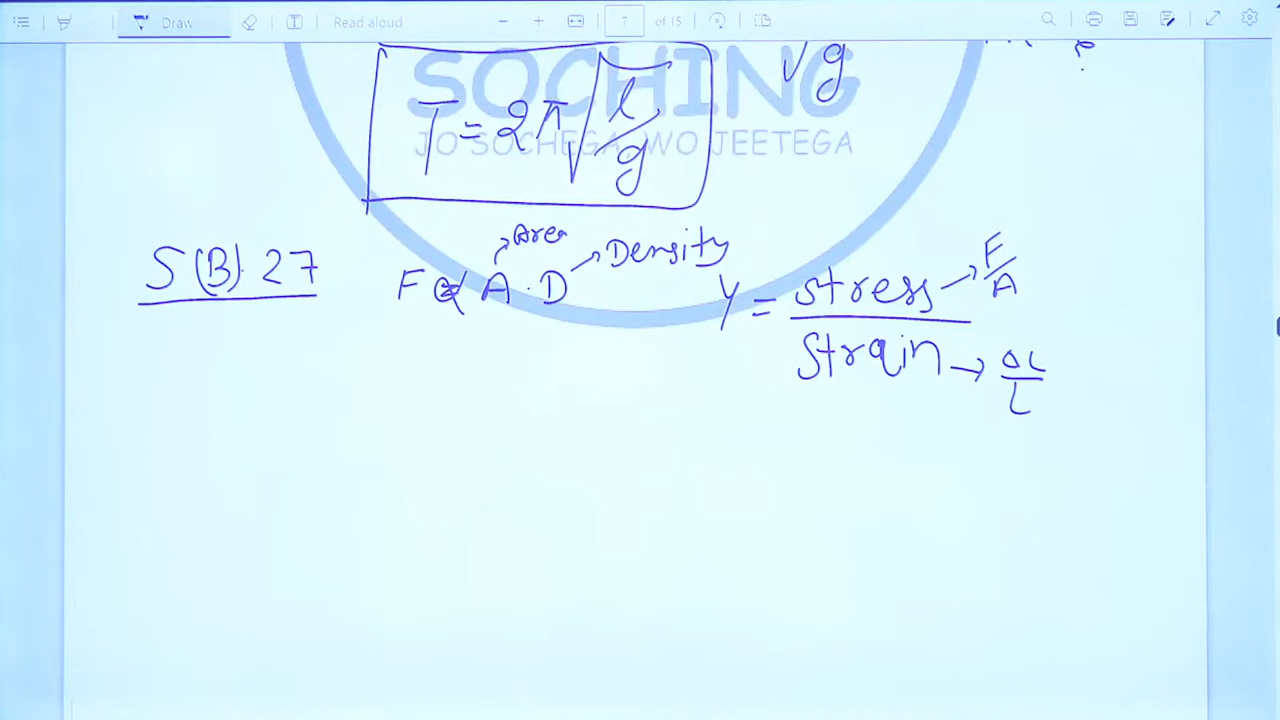 Draw
Read aloud
7 of 15
SOCHING
JO SOCHEGA, WO JEETEGA
√g
T = 2π√l/g
S(B).27
F ∝ A · D
Area
Density
Y = Stress → F/A
Strain → ΔL/L